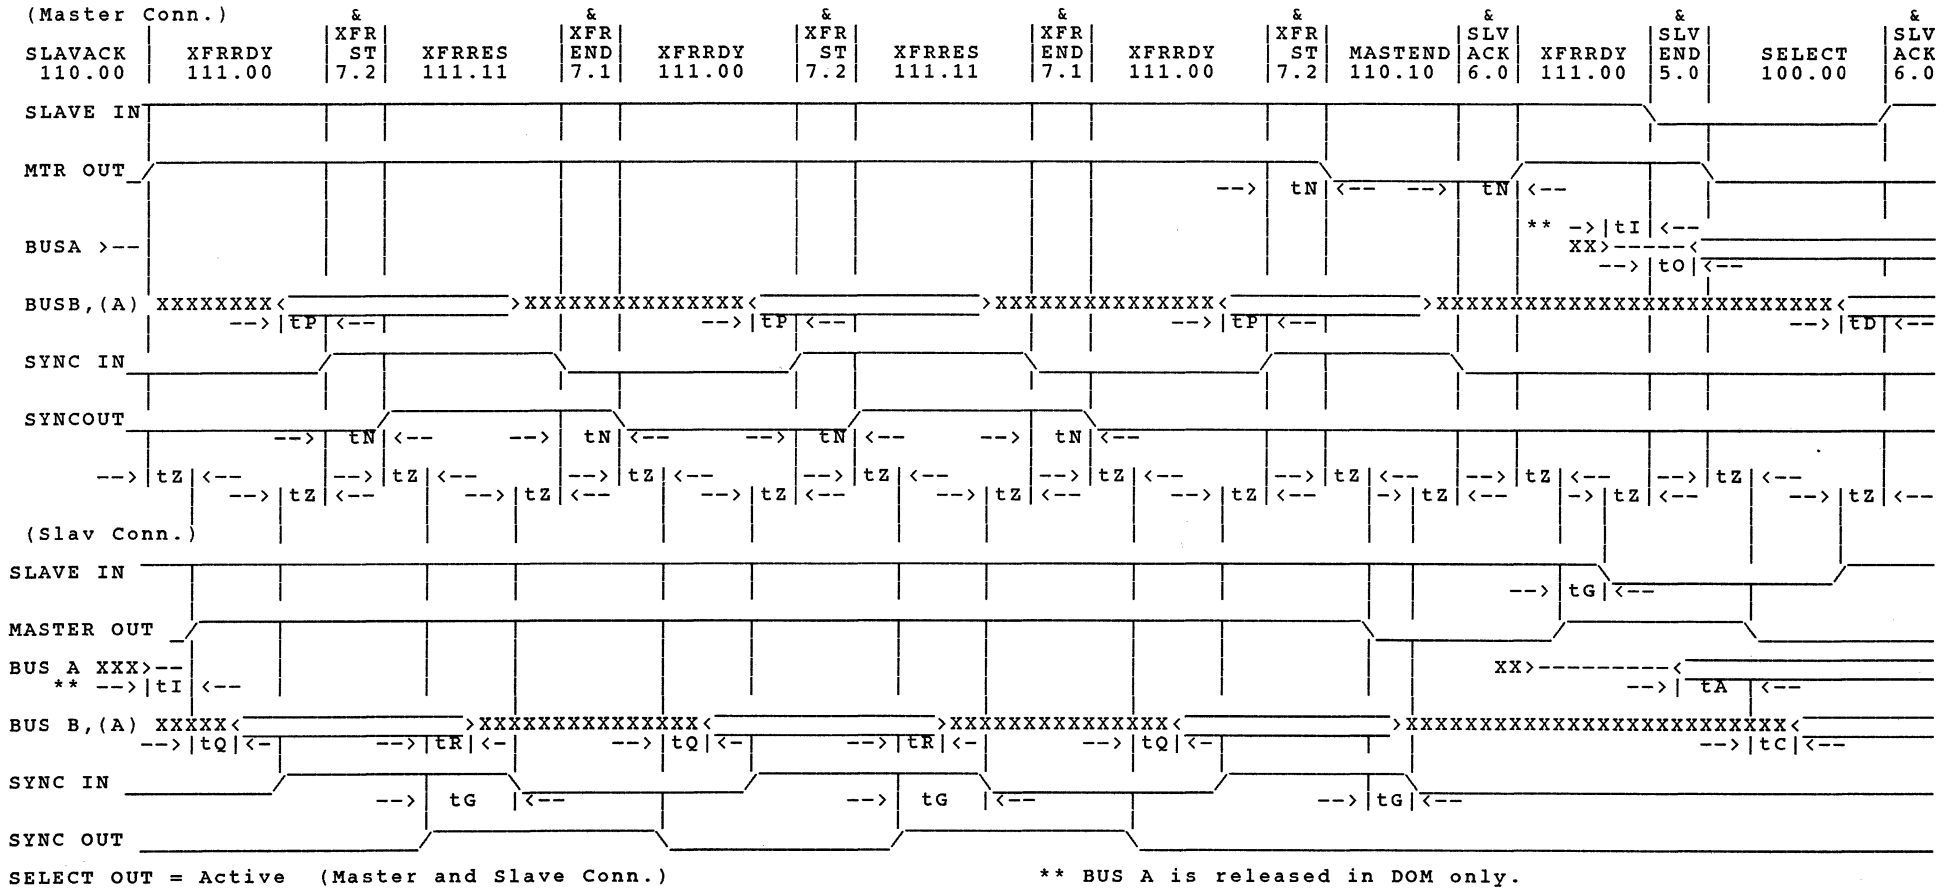 (Master Conn.) & & & & & & & &
|XFR| |XFR| |XFR| |XFR| |XFR| |SLV| |SLV| |SLV
SLAVACK | XFRRDY | ST| XFRRES |END| XFRRDY | ST| XFRRES |END| XFRRDY | ST| MASTEND |ACK| XFRRDY |END| SELECT |ACK
110.00 | 111.00 |7.2| 111.11 |7.1| 111.00 |7.2| 111.11 |7.1| 111.00 |7.2| 110.10 |6.0| 111.00 |5.0| 100.00 |6.0
SLAVE IN
MTR OUT
--> tN <-- --> tN <--
** ->|tI|<--
BUSA >-- XX>-----<
-->|tO|<--
BUSB,(A) XXXXXXXX< >XXXXXXXXXXXXXXX< >XXXXXXXXXXXXXXX< >XXXXXXXXXXXXXXXXXXXXXXXXXXX<
-->|tP|<-- -->|tP|<-- -->|tP|<-- -->|tD|<--
SYNC IN
SYNCOUT
--> tN|<-- --> tN|<-- --> tN|<-- --> tN|<--
-->|tZ|<-- -->|tZ|<-- -->|tZ|<-- -->|tZ|<-- -->|tZ|<-- -->|tZ|<-- -->|tZ|<-- -->|tZ|<--
-->|tZ|<-- -->|tZ|<-- -->|tZ|<-- -->|tZ|<-- -->|tZ|<-- ->|tZ|<-- ->|tZ|<-- -->|tZ|<--
(Slav Conn.)
SLAVE IN
-->|tG|<--
MASTER OUT
BUS A XXX>-- XX>---------<
** -->|tI|<-- -->| tA |<--
BUS B,(A) XXXXX< >XXXXXXXXXXXXXXX< >XXXXXXXXXXXXXXX< >XXXXXXXXXXXXXXXXXXXXXXXXXX<
-->|tQ|<- -->|tR|<- -->|tQ|<- -->|tR|<- -->|tQ|<- -->|tC|<--
SYNC IN
-->| tG |<-- -->| tG |<-- -->|tG|<--
SYNC OUT
SELECT OUT = Active (Master and Slave Conn.) ** BUS A is released in DOM only.